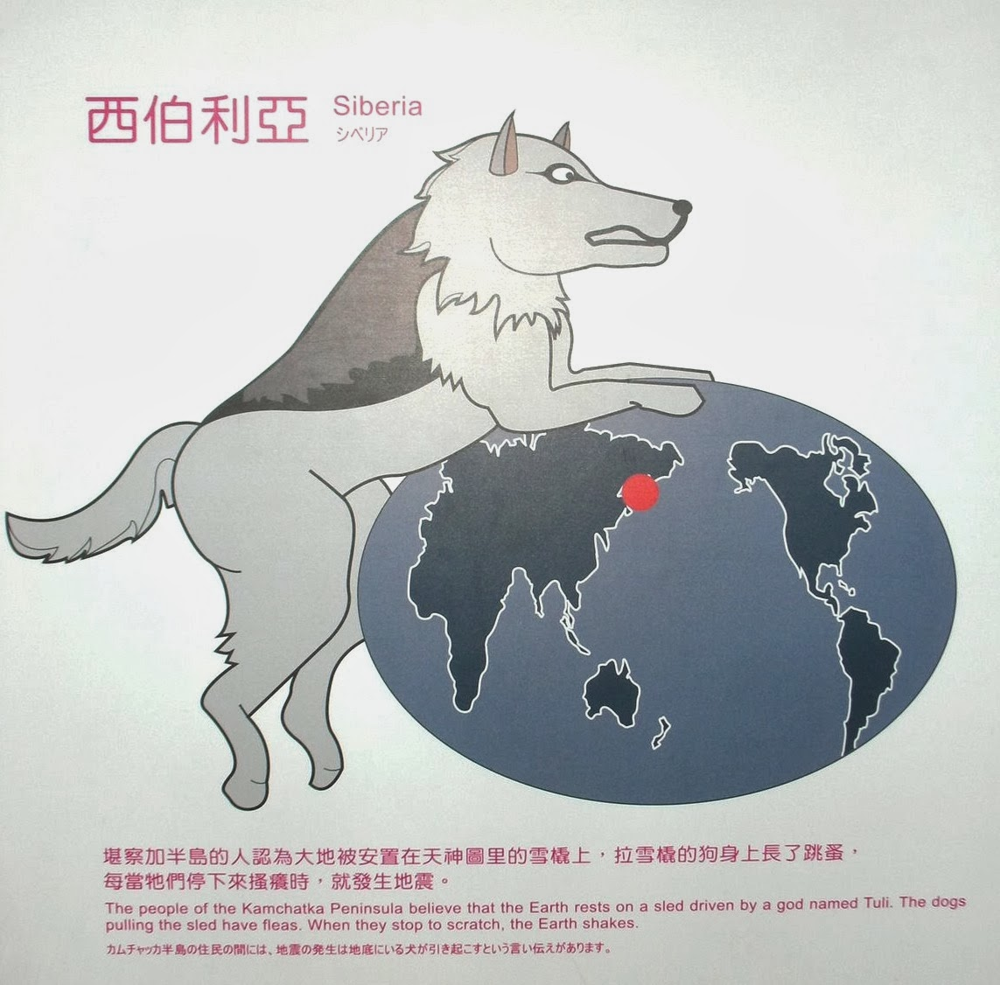 西伯利亞
Siberia
シベリア
堪察加半島的人認為大地被安置在天神圖里的雪橇上，拉雪橇的狗身上長了跳蚤，
每當牠們停下來搔癢時，就發生地震。
The people of the Kamchatka Peninsula believe that the Earth rests on a sled driven by a god named Tuli. The dogs
pulling the sled have fleas. When they stop to scratch, the Earth shakes.
カムチャッカ半島の住民の間には、地震の発生は地底にいる犬が引き起こすという言い伝えがあります。